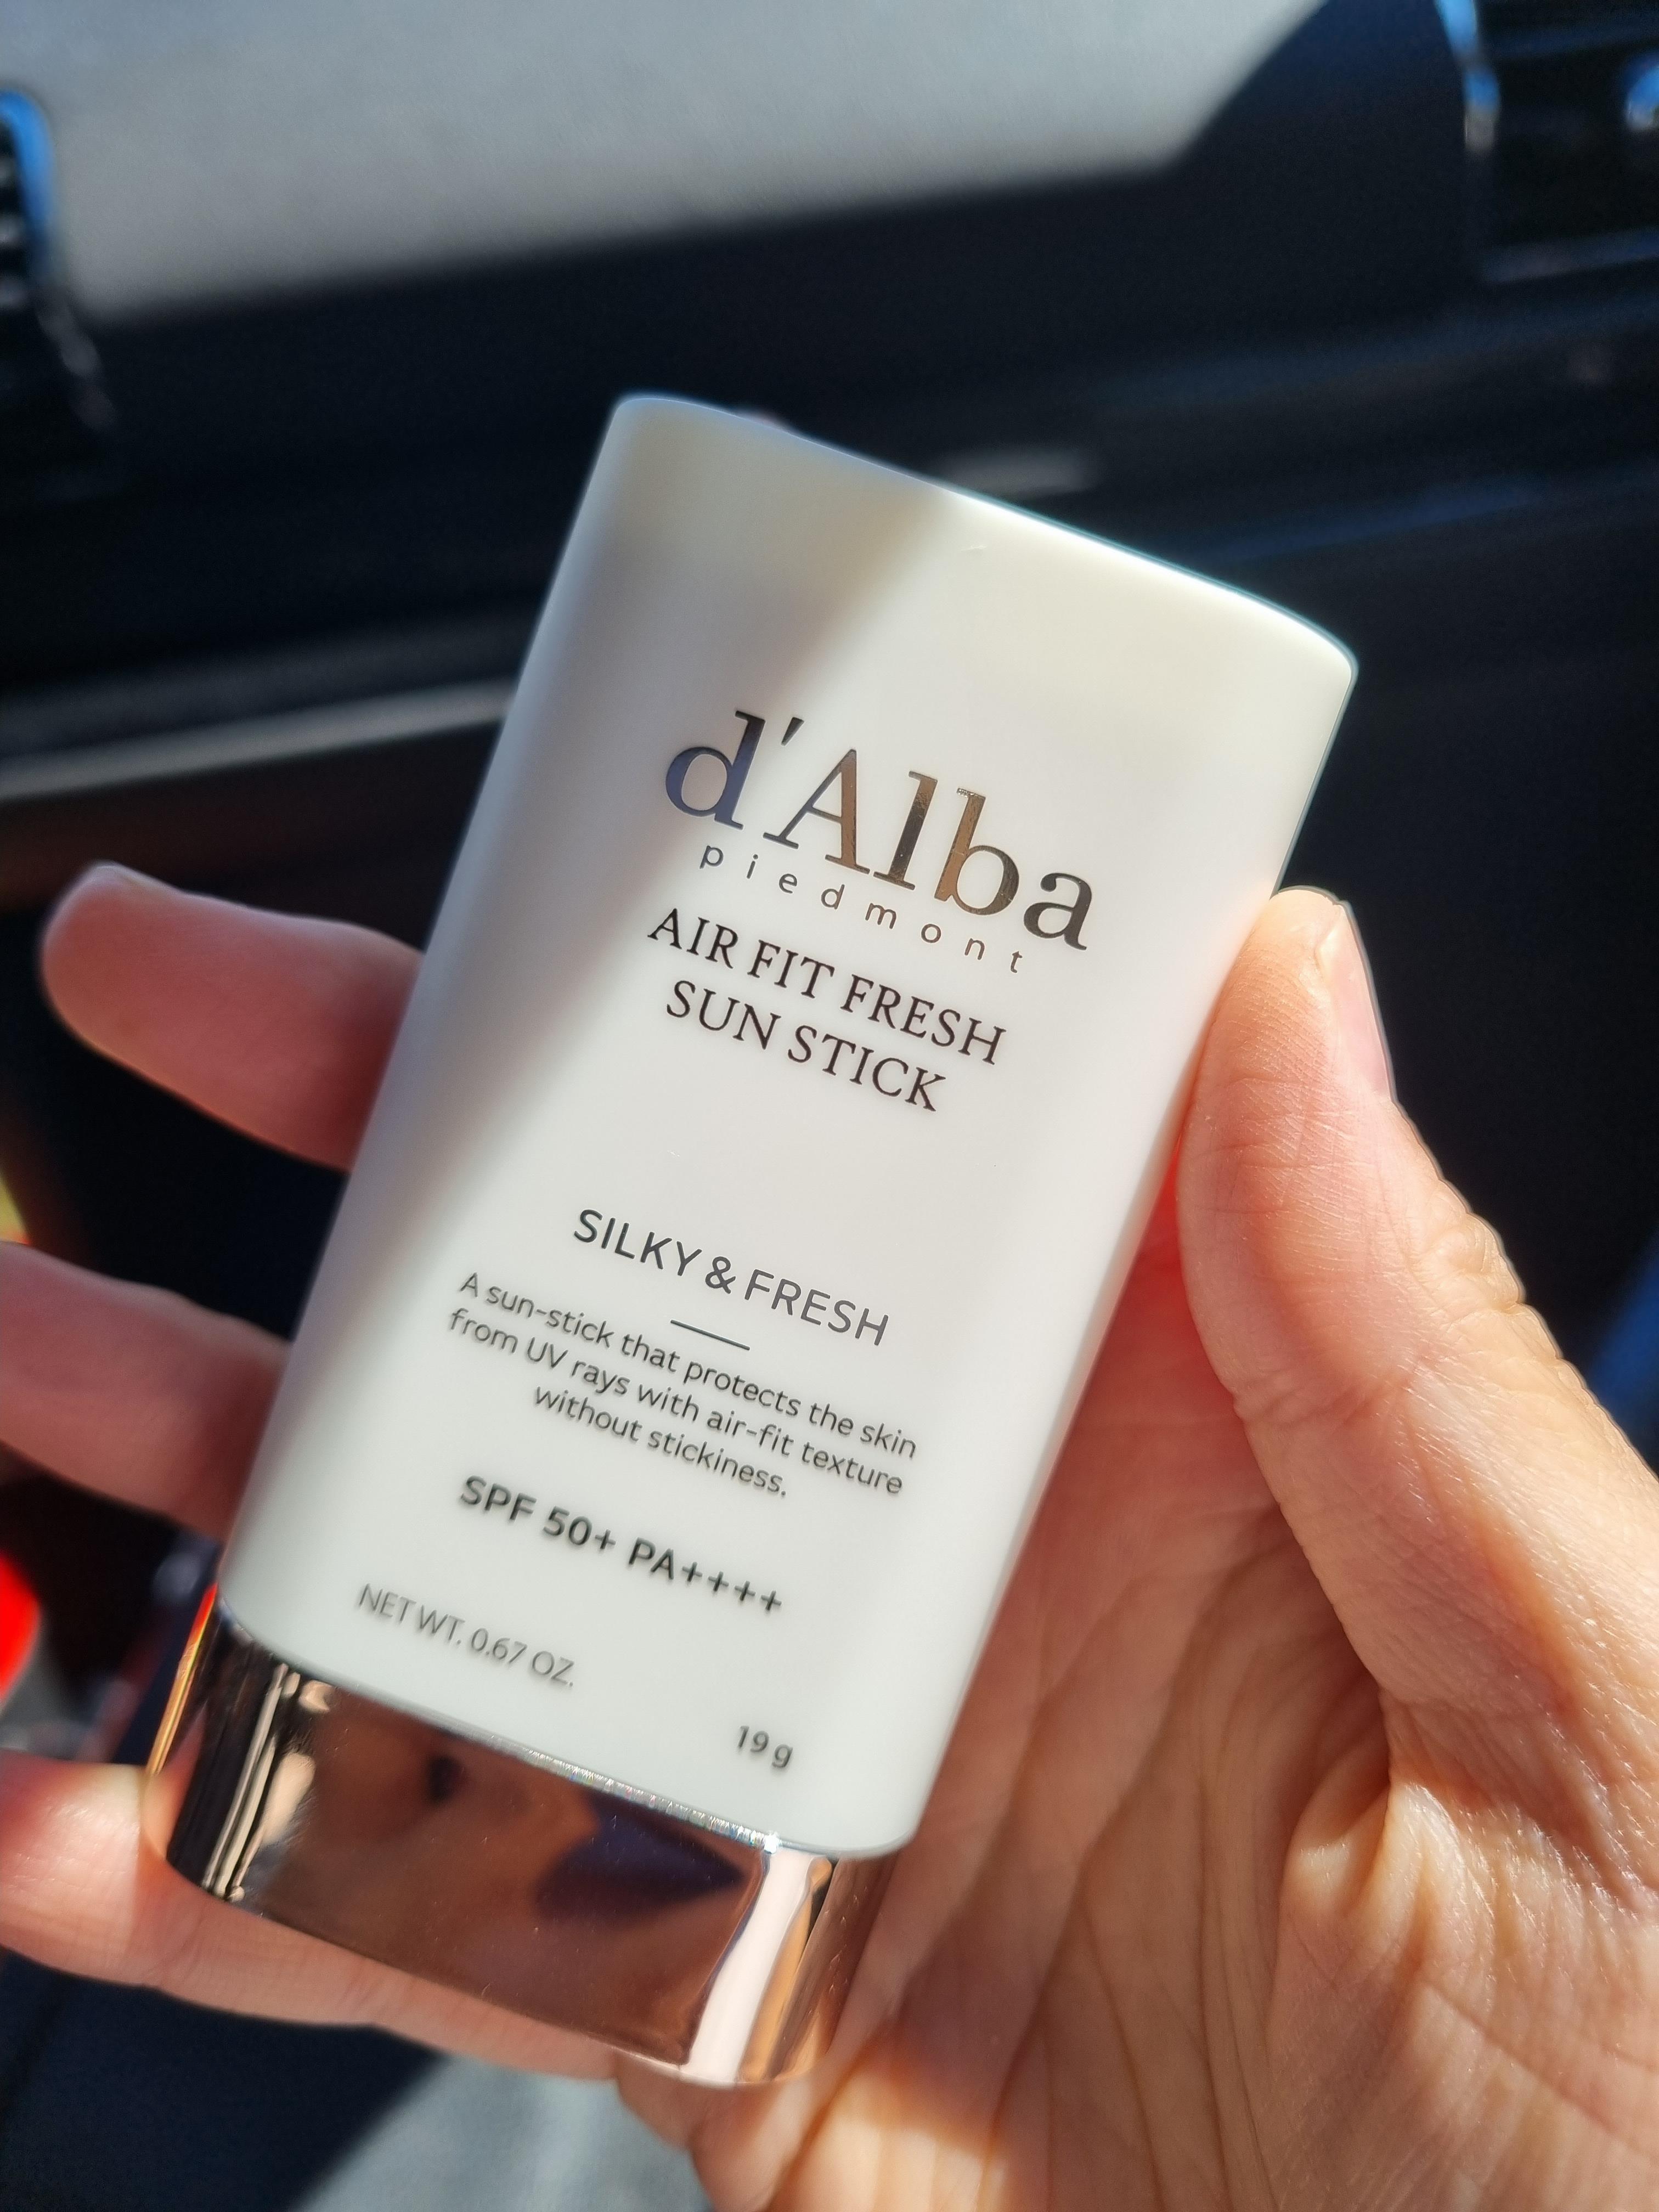 d'Alba
piedmont
AIR FIT FRESH
SUN STICK
SILKY & FRESH
A sun-stick that protects the skin
from UV rays with air-fit texture
without stickiness.
SPF 50+ PA++++
NET WT. 0.67 OZ.
19 g